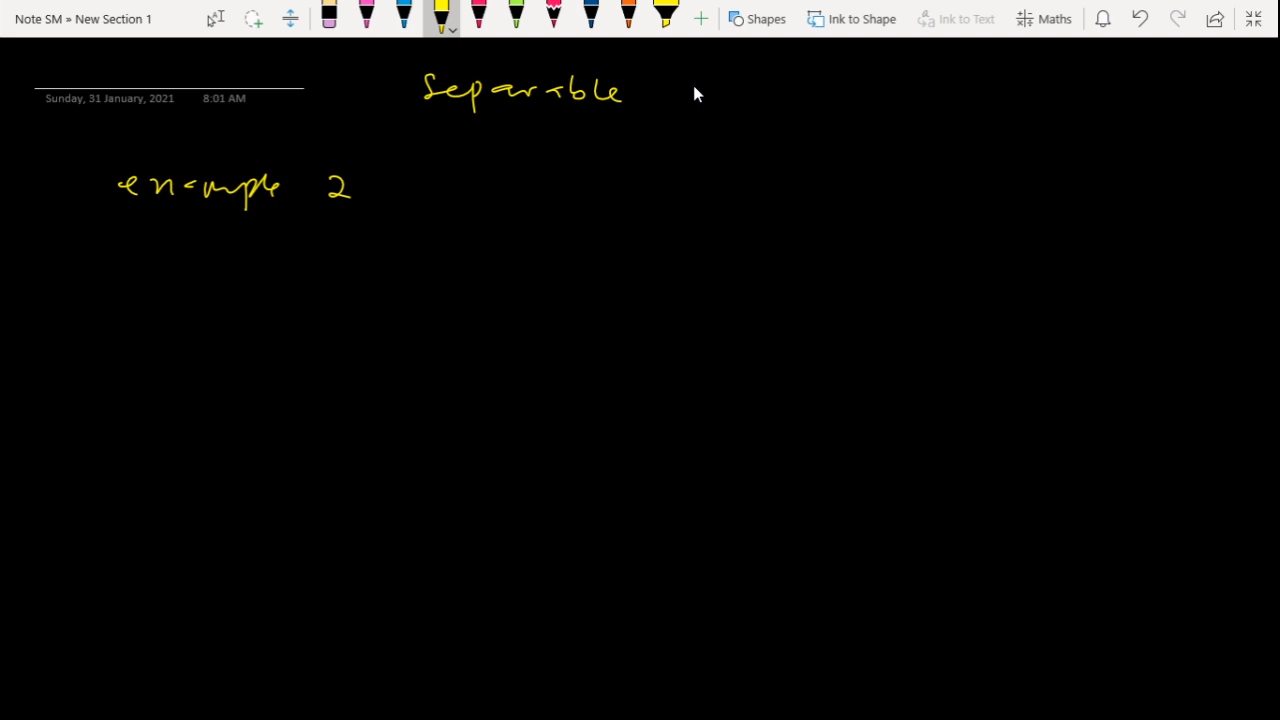 Note SM » New Section 1
Shapes
Ink to Shape
Ink to Text
Maths
Separable
Sunday, 31 January, 2021 8:01 AM
example 2